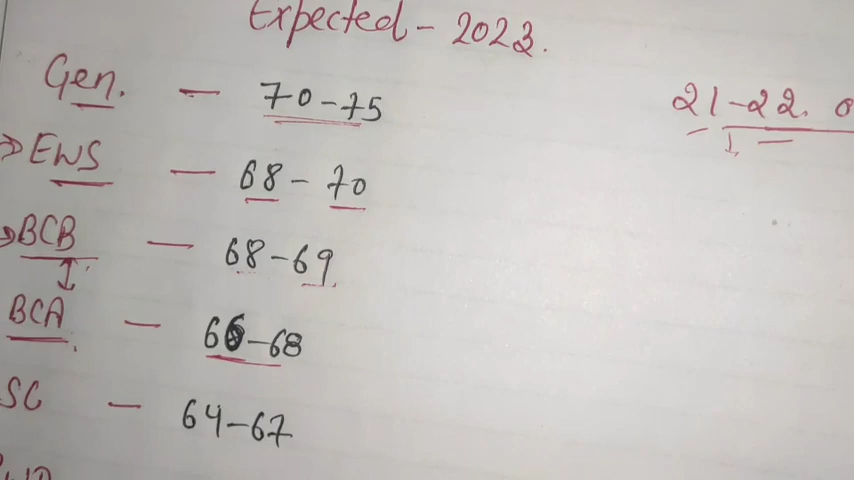 Expected - 2023.
Gen. - 70-75
21-22.
EWS - 68-70
BCB - 68-69
BCA - 66-68
SC - 64-67